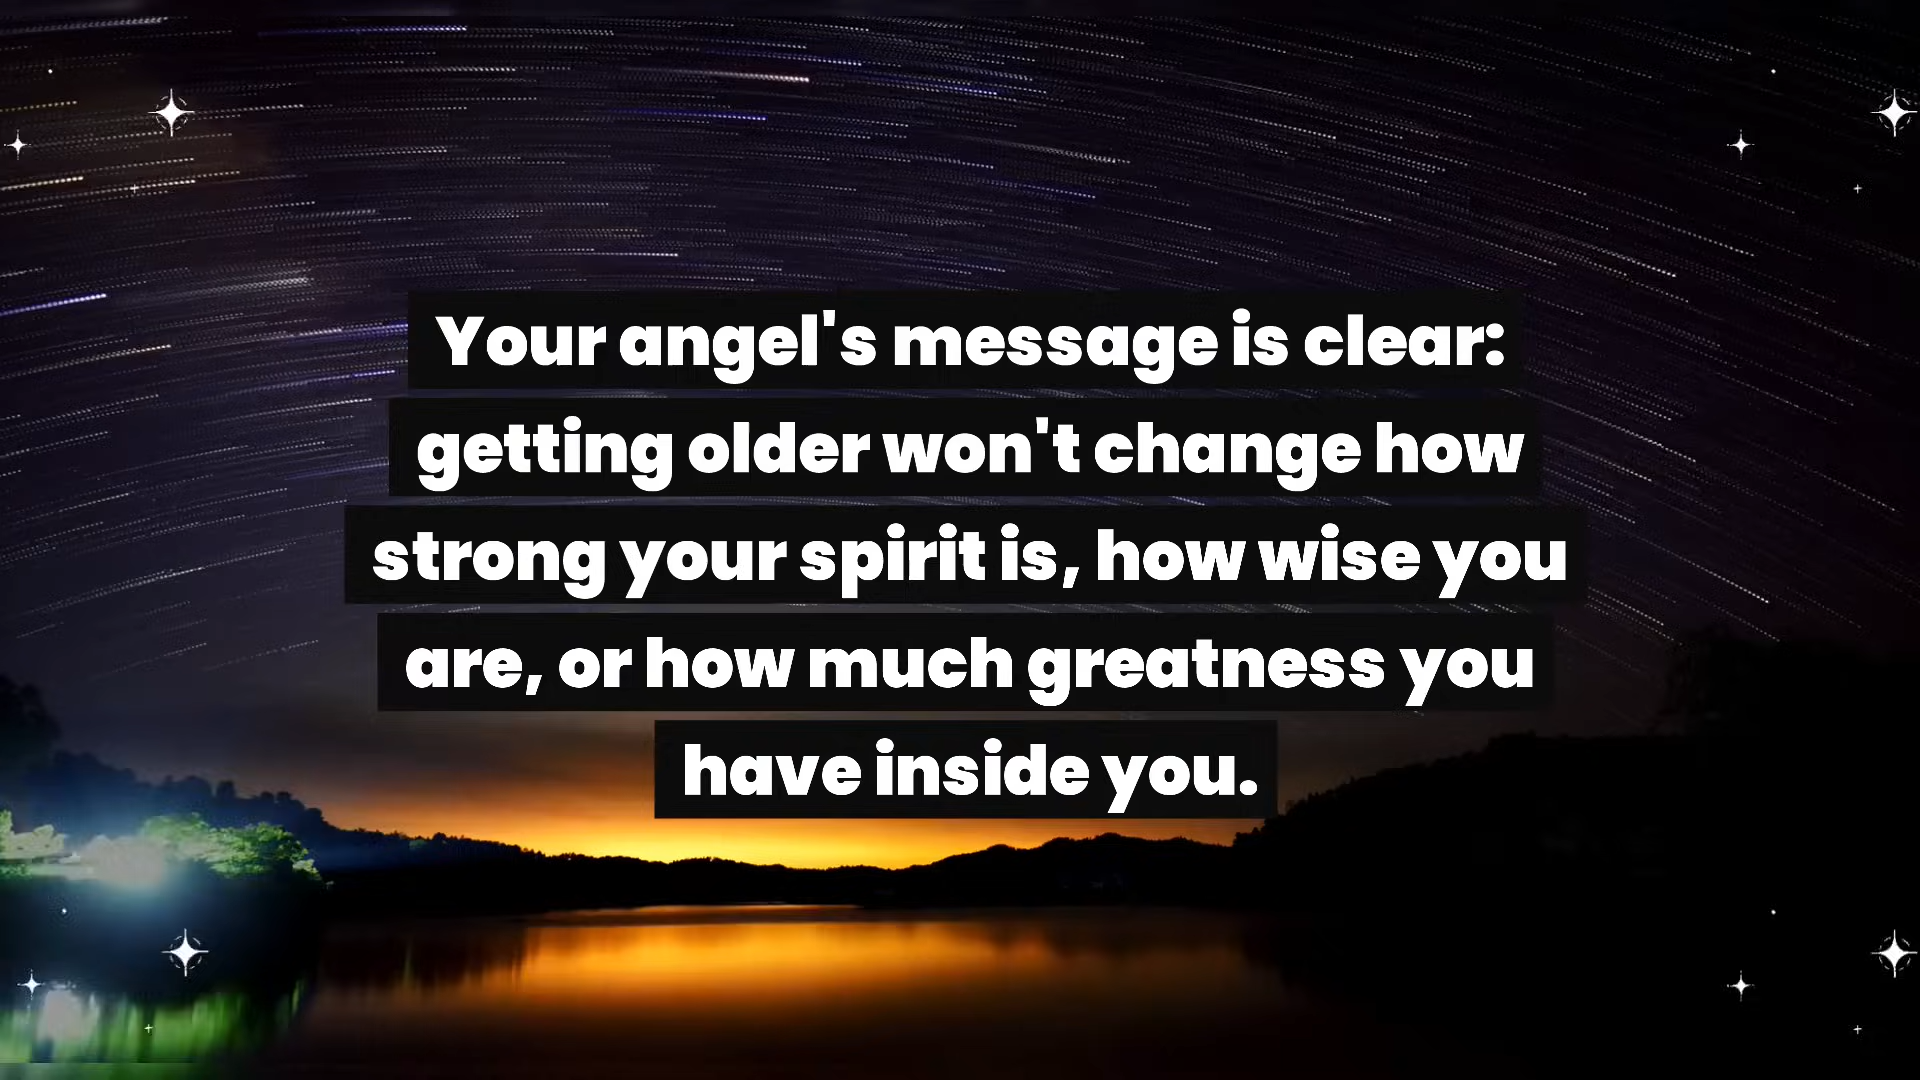 Your angel's message is clear:
getting older won't change how
strong your spirit is, how wise you
are, or how much greatness you
have inside you.